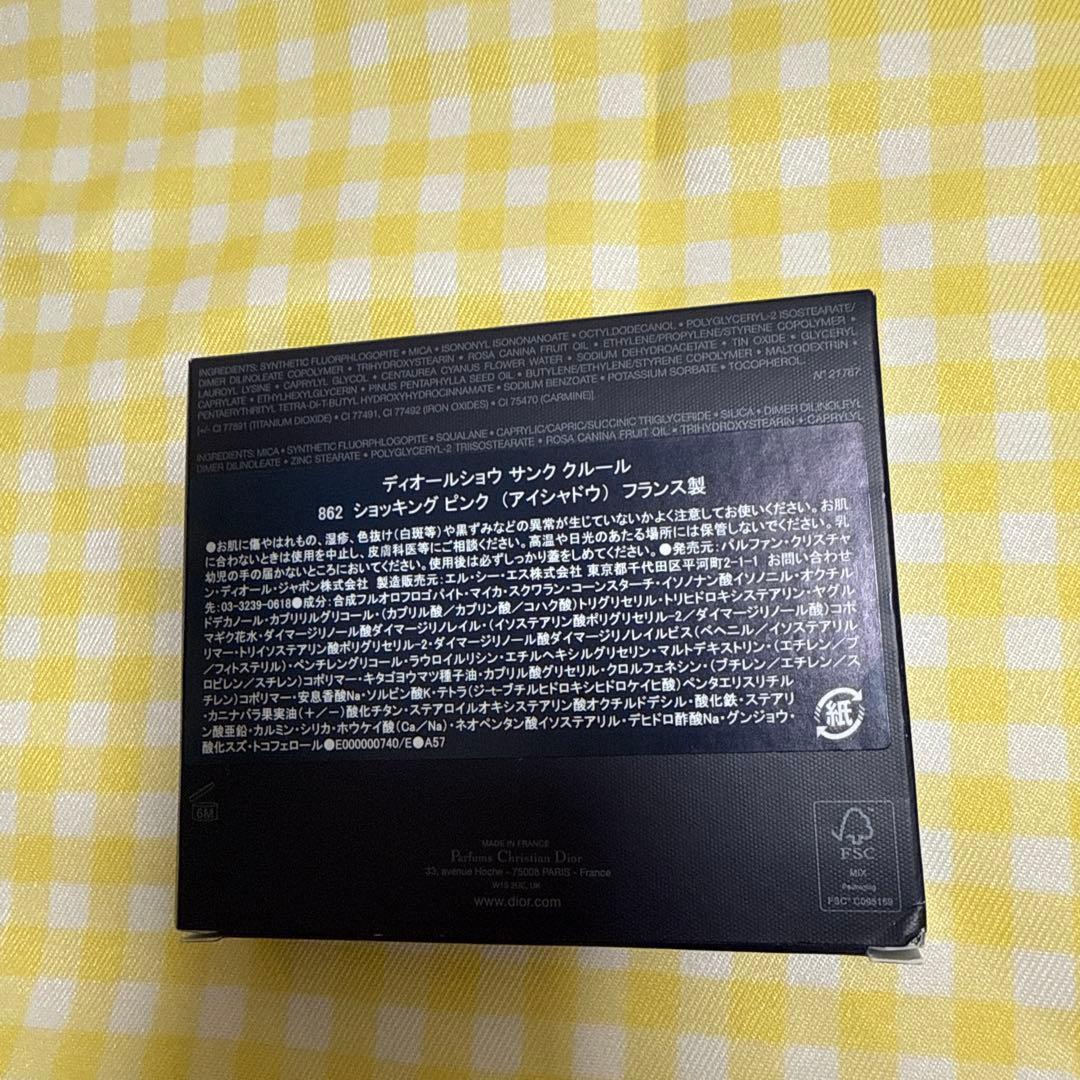 INGREDIENTS: SYNTHETIC FLUORPHLOGOPITE • MICA • ISONONYL ISONONANOATE • OCTYLDODECANOL • POLYGLYCERYL-2 ISOSTEARATE/
DIMER DILINOLEATE COPOLYMER • TRIHYDROXYSTEARIN • ROSA CANINA FRUIT OIL • ETHYLENE/PROPYLENE/STYRENE COPOLYMER •
LAUROYL LYSINE • CAPRYLYL GLYCOL • CENTAUREA CYANUS FLOWER WATER • SODIUM DEHYDROACETATE • TIN OXIDE • GLYCERYL
CAPRYLATE • ETHYLHEXYLGLYCERIN • PINUS PENTAPHYLLA SEED OIL • BUTYLENE/ETHYLENE/STYRENE COPOLYMER • MALTODEXTRIN •
PENTAERYTHRITYL TETRA-DI-T-BUTYL HYDROXYHYDROCINNAMATE • SODIUM BENZOATE • POTASSIUM SORBATE • TOCOPHEROL.
[+/- CI 77891 (TITANIUM DIOXIDE) • CI 77491, CI 77492 (IRON OXIDES) • CI 75470 (CARMINE)]. N° 21767
INGREDIENTS: MICA • SYNTHETIC FLUORPHLOGOPITE • SQUALANE • CAPRYLIC/CAPRIC/SUCCINIC TRIGLYCERIDE • SILICA • DIMER DILINOLEYL
DIMER DILINOLEATE • ZINC STEARATE • POLYGLYCERYL-2 TRIISOSTEARATE • ROSA CANINA FRUIT OIL • TRIHYDROXYSTEARIN • CAPRYLYL
ディオールショウ サンク クルール
862 ショッキング ピンク（アイシャドウ）フランス製
●お肌に傷やはれもの、湿疹、色抜け(白斑等)や黒ずみなどの異常が生じていないかよく注意してお使いください。お肌
に合わないときは使用を中止し、皮膚科医等にご相談ください。高温や日光のあたる場所には保管しないでください。乳
幼児の手の届かないところにおいてください。使用後は必ずしっかり蓋をしめてください。●発売元：パルファン・クリスチャ
ン・ディオール・ジャポン株式会社 製造販売元：エル・シー・エス株式会社 東京都千代田区平河町2-1-1 お問い合わせ
先：03-3239-0618●成分：合成フルオロフロゴパイト・マイカ・スクワラン・コーンスターチ・イソノナン酸イソノニル・オクチル
ドデカノール・カプリリルグリコール・(カプリル酸／カプリン酸／コハク酸)トリグリセリル・トリヒドロキシステアリン・ヤグル
マギク花水・ダイマージリノール酸ダイマージリノレイル・(イソステアリン酸ポリグリセリル-2／ダイマージリノール酸)コポ
リマー・トリイソステアリン酸ポリグリセリル-2・ダイマージリノール酸ダイマージリノレイルビス(ベヘニル／イソステアリル
／フィトステリル)・ペンチレングリコール・ラウロイルリシン・エチルヘキシルグリセリン・マルトデキストリン・(エチレン／プ
ロピレン／スチレン)コポリマー・キタゴヨウマツ種子油・カプリル酸グリセリル・クロルフェネシン・(ブチレン／エチレン／ス
チレン)コポリマー・安息香酸Na・ソルビン酸K・テトラ(ジ-t-ブチルヒドロキシヒドロケイヒ酸)ペンタエリスリチル
・カニナバラ果実油(＋／−)酸化チタン・ステアロイルオキシステアリン酸オクチルドデシル・酸化鉄・ステアリ
ン酸亜鉛・カルミン・シリカ・ホウケイ酸(Ca／Na)・ネオペンタン酸イソステアリル・デヒドロ酢酸Na・グンジョウ・
酸化スズ・トコフェロール●E000000740/E●A57
紙
6M
MADE IN FRANCE
Parfums Christian Dior
33, avenue Hoche - 75008 PARIS - France
W1S 2UC, UK
www.dior.com
FSC
MIX
Packaging
FSC® C095169